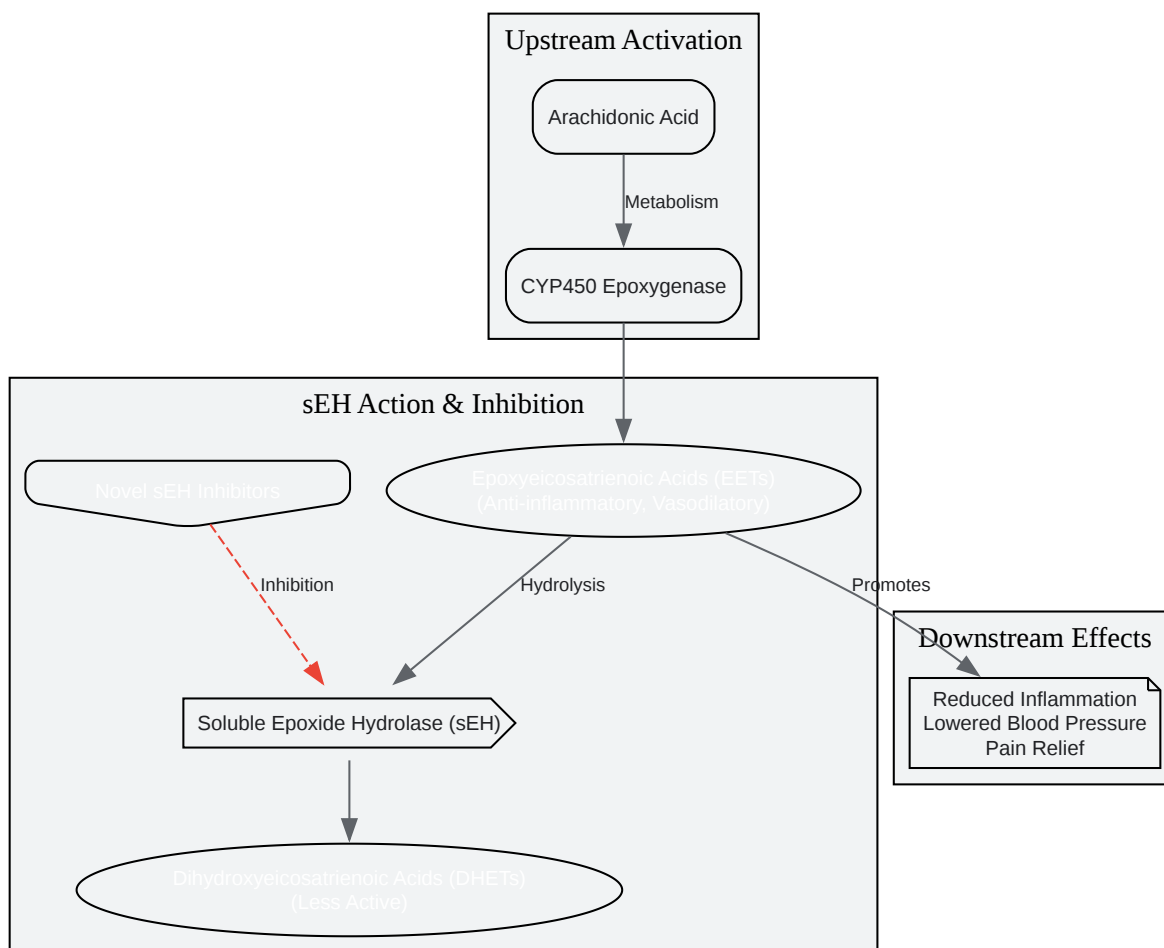 Upstream Activation
Arachidonic Acid
Metabolism
CYP450 Epoxygenase
sEH Action & Inhibition
Novel sEH Inhibitors
Epoxyeicosatrienoic Acids (EETs)
(Anti-inflammatory, Vasodilatory)
Inhibition
Hydrolysis
Promotes
Downstream Effects
Reduced Inflammation
Lowered Blood Pressure
Pain Relief
Soluble Epoxide Hydrolase (sEH)
Dihydroxyeicosatrienoic Acids (DHETs)
(Less Active)